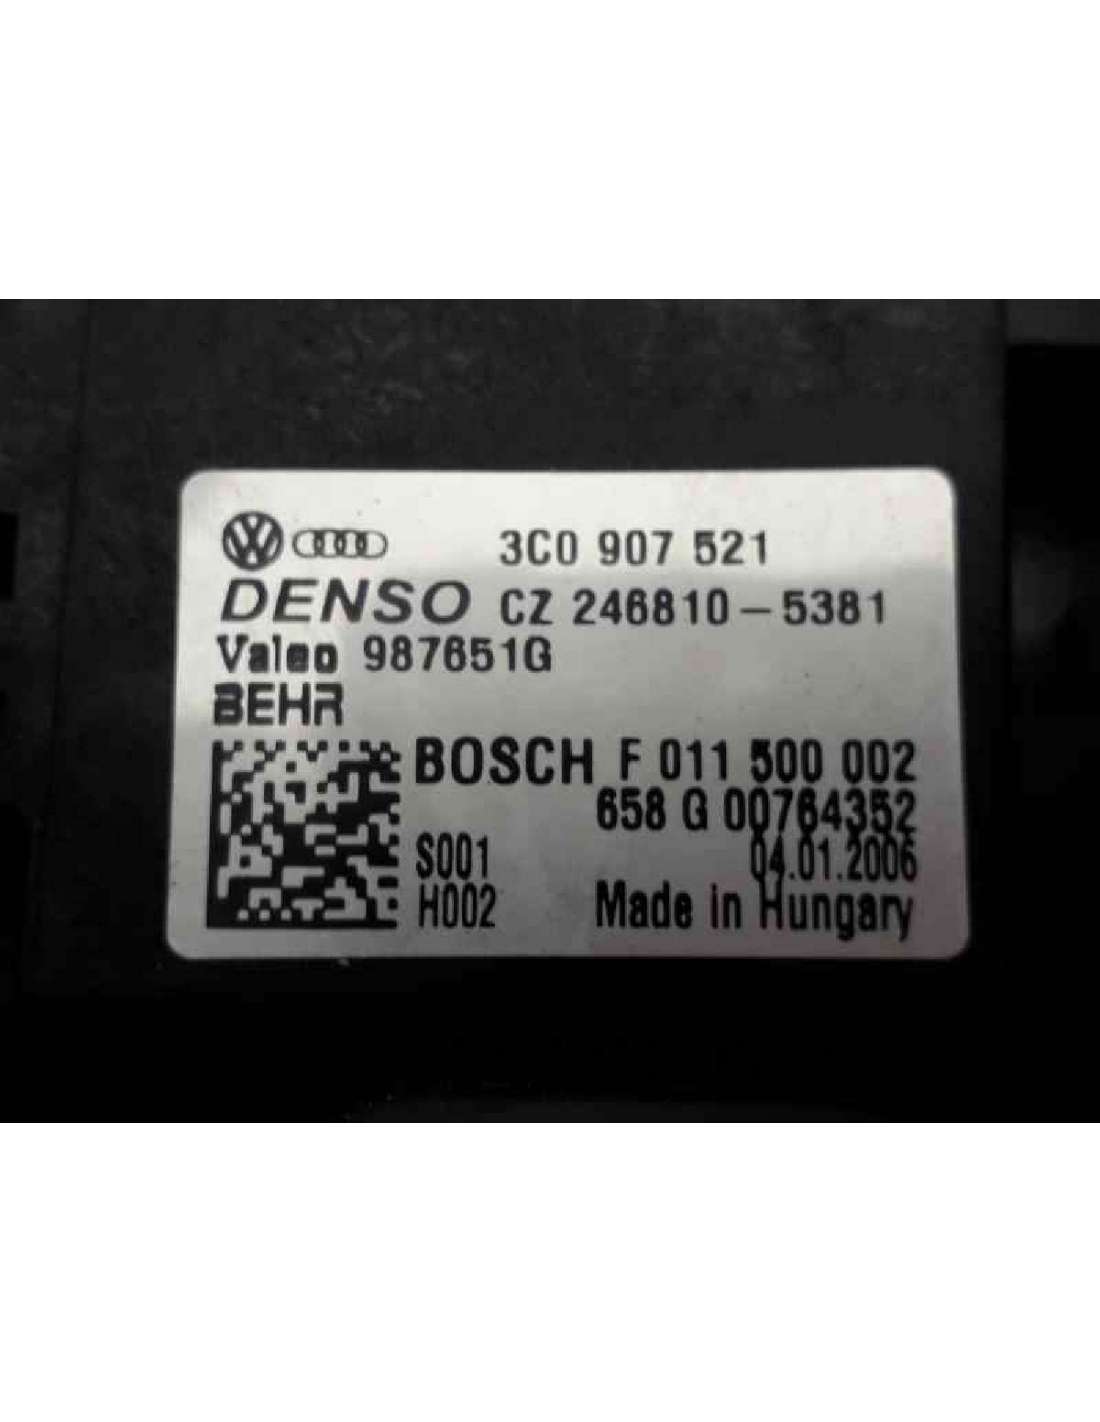 3C0 907 521
DENSO CZ 246810-5381
Valeo 987651G
BEHR
BOSCH F 011 500 002
658 G 00764352
S001 04.01.2006
H002 Made in Hungary